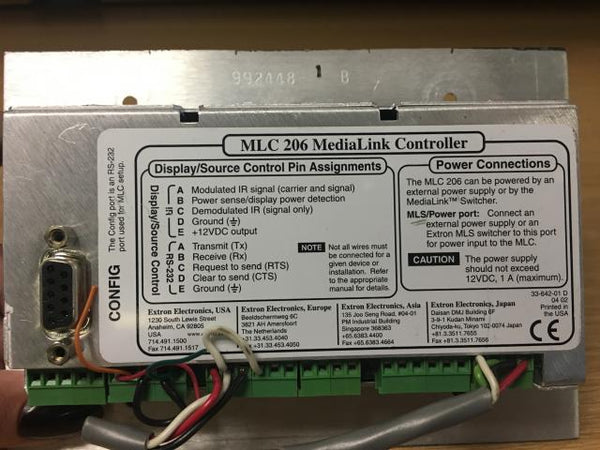 992448 1 B
MLC 206 MediaLink Controller
The Config port is an RS-232
port used for MLC setup.
CONFIG
Display/Source Control Pin Assignments
Display/Source Control
IR
A Modulated IR signal (carrier and signal)
B Power sense/display power detection
C Demodulated IR (signal only)
D Ground (⏚)
E +12VDC output
RS-232
A Transmit (Tx)
B Receive (Rx)
C Request to send (RTS)
D Clear to send (CTS)
E Ground (⏚)
NOTE Not all wires must
be connected for a
given device or
installation. Refer to
the appropriate
manual for details.
Power Connections
The MLC 206 can be powered by an
external power supply or by the
MediaLink™ Switcher.
MLS/Power port: Connect an
external power supply or an
Extron MLS switcher to this port
for power input to the MLC.
CAUTION The power supply
should not exceed
12VDC, 1 A (maximum).
33-642-01 D
04 02
Printed in
the USA
CE
Extron Electronics, USA
1230 South Lewis Street
Anaheim, CA 92805
USA
714.491.1500
Fax 714.491.1517
Extron Electronics, Europe
Beeldschermweg 6C
3821 AH Amersfoort
The Netherlands
+31.33.453.4040
+31.33.453.4050
Extron Electronics, Asia
135 Joo Seng Road, #04-01
PM Industrial Building
Singapore 368363
+65.6383.4400
Fax +65.6383.4664
Extron Electronics, Japan
Daisan DMJ Building 6F
3-9-1 Kudan Minami
Chiyoda-ku, Tokyo 102-0074 Japan
+81.3.3511.7655
Fax +81.3.3511.7656